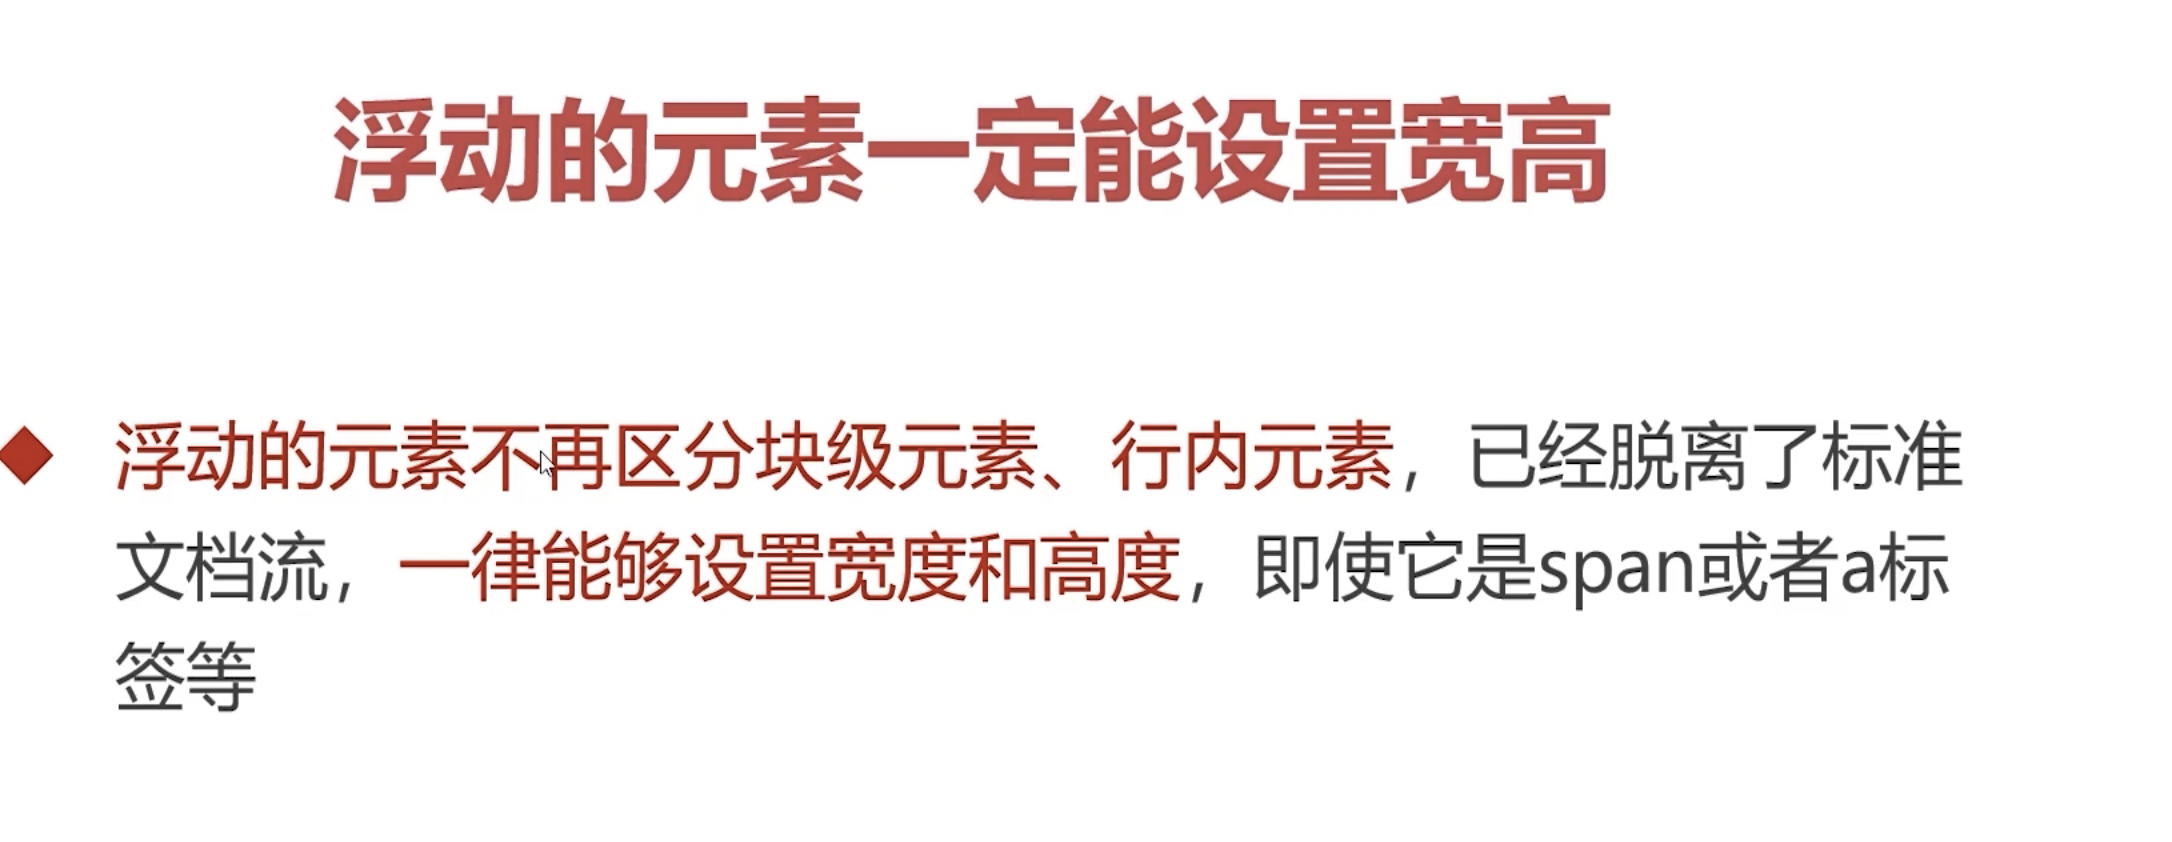 浮动的元素一定能设置宽高
浮动的元素不再区分块级元素、行内元素，已经脱离了标准
文档流，一律能够设置宽度和高度，即使它是span或者a标
签等